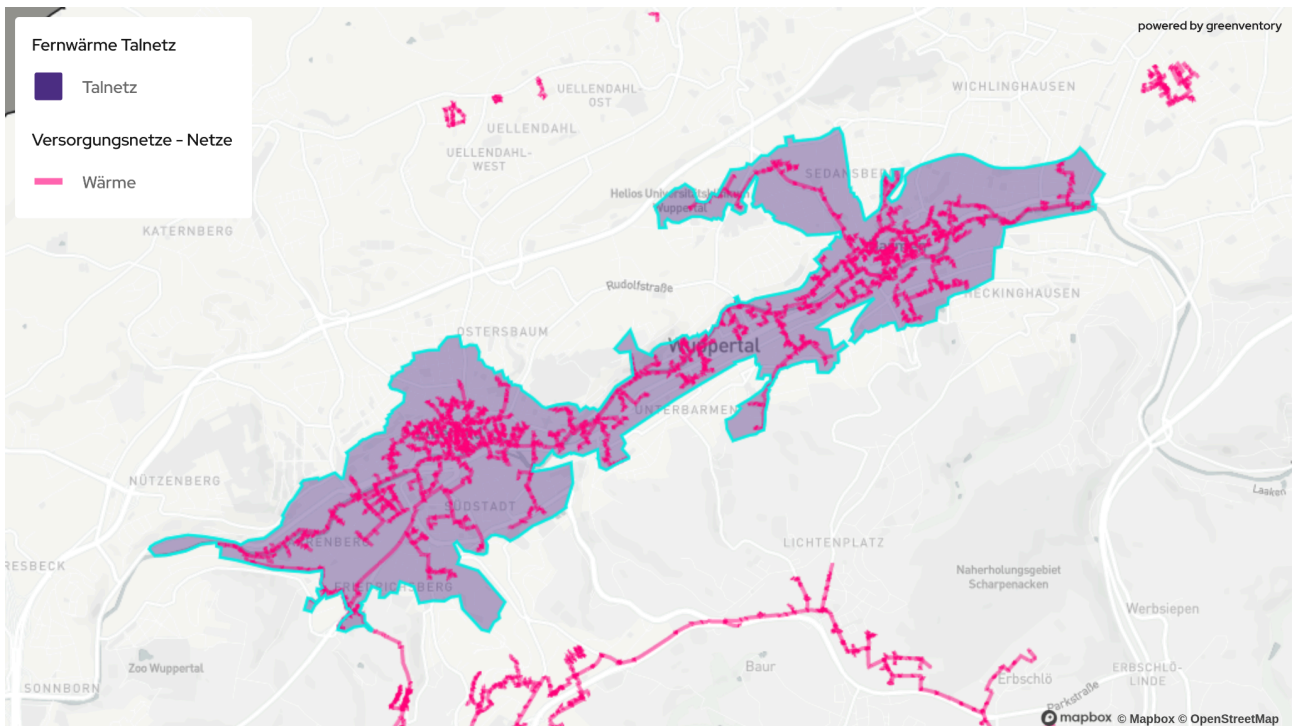 powered by greenventory
Fernwärme Talnetz
Talnetz
Versorgungsnetze - Netze
Wärme
UELLENDAHL-
OST
WICHLINGHAUSEN
UELLENDAHL
UELLENDAHL-
WEST
SEDANSBERG
Helios Universitätsklinikum
Wuppertal
KATERNBERG
Rudolfstraße
HECKINGHAUSEN
OSTERSBAUM
Wuppertal
UNTERBARMEN
NÜTZENBERG
SÜDSTADT
Lasken
RENBERG
LICHTENPLATZ
RESBECK
Naherholungsgebiet
Scharpenacken
FRIEDRICHSBERG
Werbsiepen
Zoo Wuppertal
Baur
ERBSCHLÖ-
LINDE
Erbschlö
SONNBORN
Parkstraße
mapbox © Mapbox © OpenStreetMap